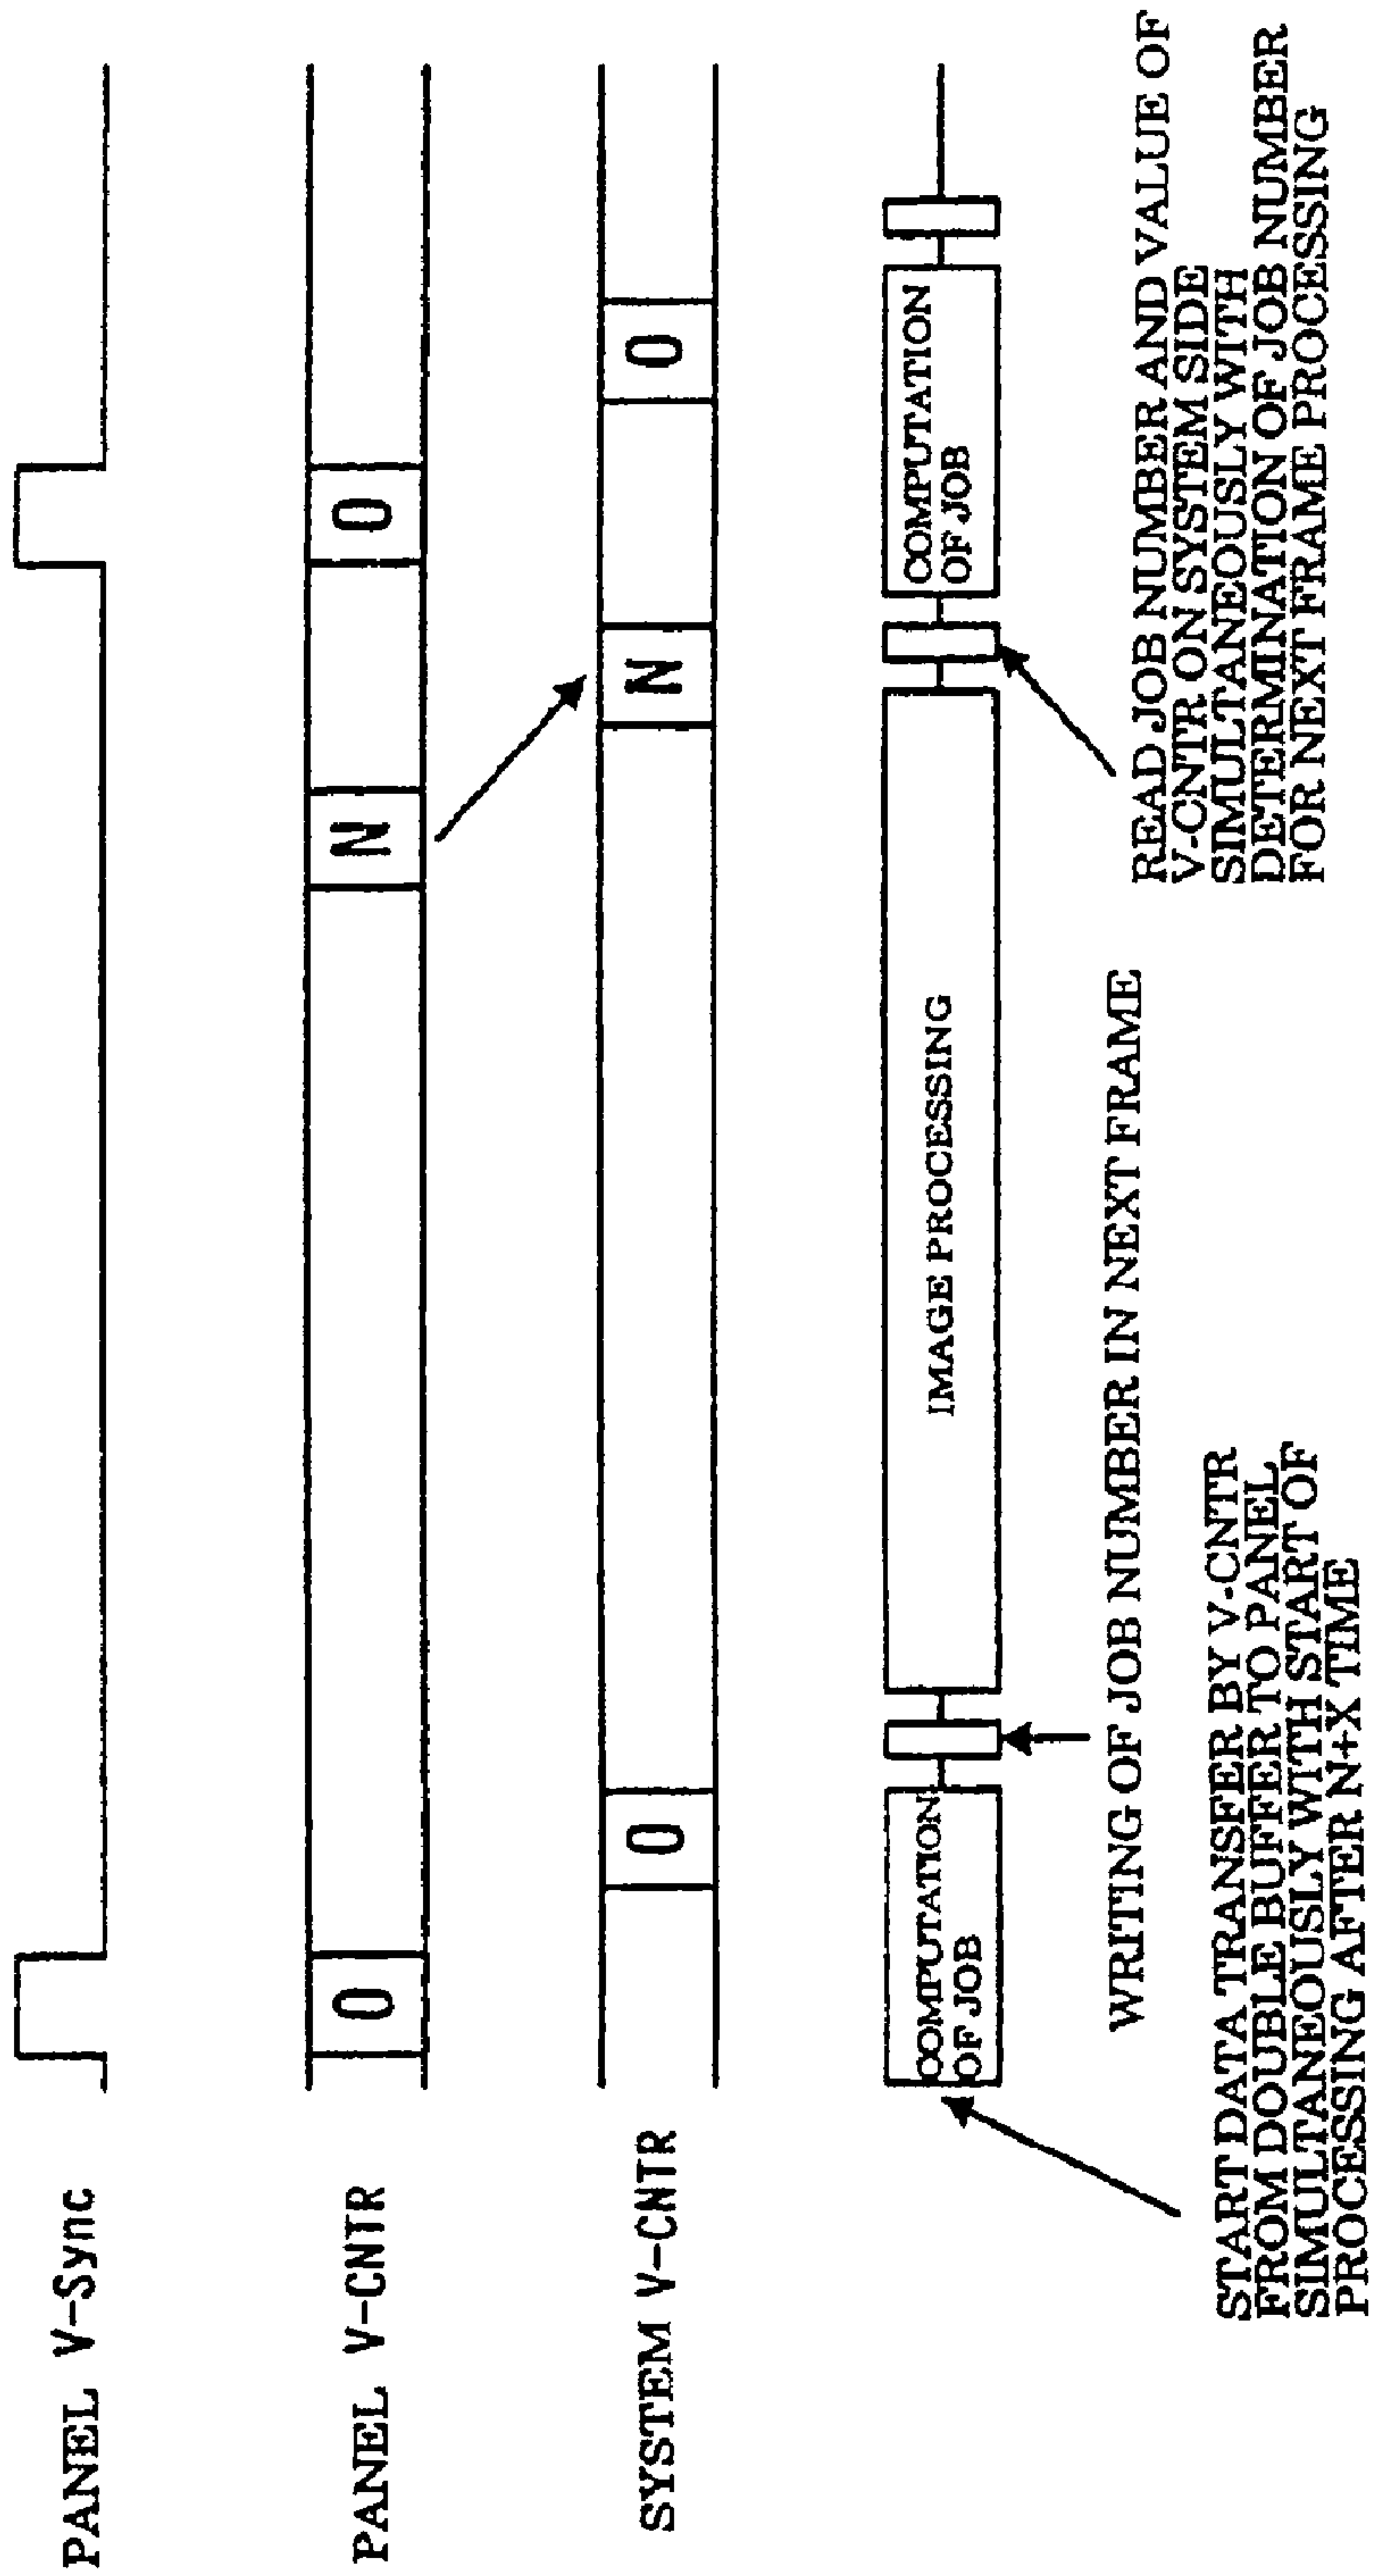 PANEL V-Sync
PANEL V-CNTR
0
N
0
SYSTEM V-CNTR
0
N
0
COMPUTATION
OF JOB
IMAGE PROCESSING
COMPUTATION
OF JOB
START DATA TRANSFER BY V-CNTR
FROM DOUBLE BUFFER TO PANEL
SIMULTANEOUSLY WITH START OF
PROCESSING AFTER N+X TIME
WRITING OF JOB NUMBER IN NEXT FRAME
READ JOB NUMBER AND VALUE OF
V-CNTR ON SYSTEM SIDE
SIMULTANEOUSLY WITH
DETERMINATION OF JOB NUMBER
FOR NEXT FRAME PROCESSING